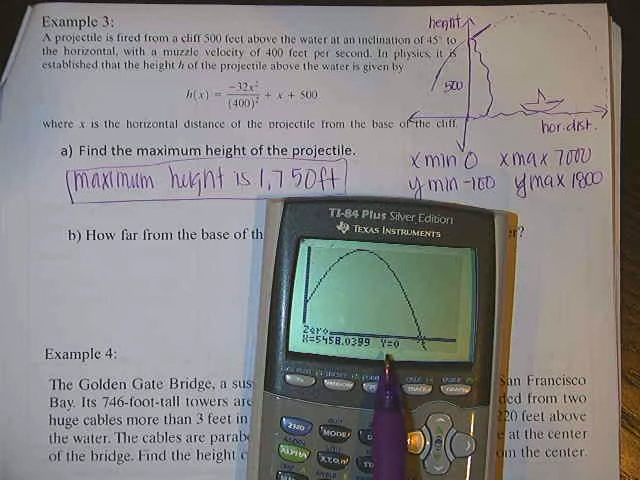 Example 3:
A projectile is fired from a cliff 500 feet above the water at an inclination of 45° to
the horizontal, with a muzzle velocity of 400 feet per second. In physics, it is
established that the height h of the projectile above the water is given by
h(x) = -32x² / (400)² + x + 500
where x is the horizontal distance of the projectile from the base of the cliff.
height
500
hor. dist.
a) Find the maximum height of the projectile.
maximum height is 1,750ft
xmin 0 xmax 7000
ymin -100 ymax 1800
b) How far from the base of th
er?
TI-84 Plus Silver Edition
TEXAS INSTRUMENTS
Zero
X=5458.0399 Y=0
Example 4:
The Golden Gate Bridge, a sus
San Francisco
Bay. Its 746-foot-tall towers are
ded from two
huge cables more than 3 feet in
220 feet above
the water. The cables are parab
e at the center
of the bridge. Find the height o
om the center.
2ND
MODE
ALPHA
X,T,θ,n